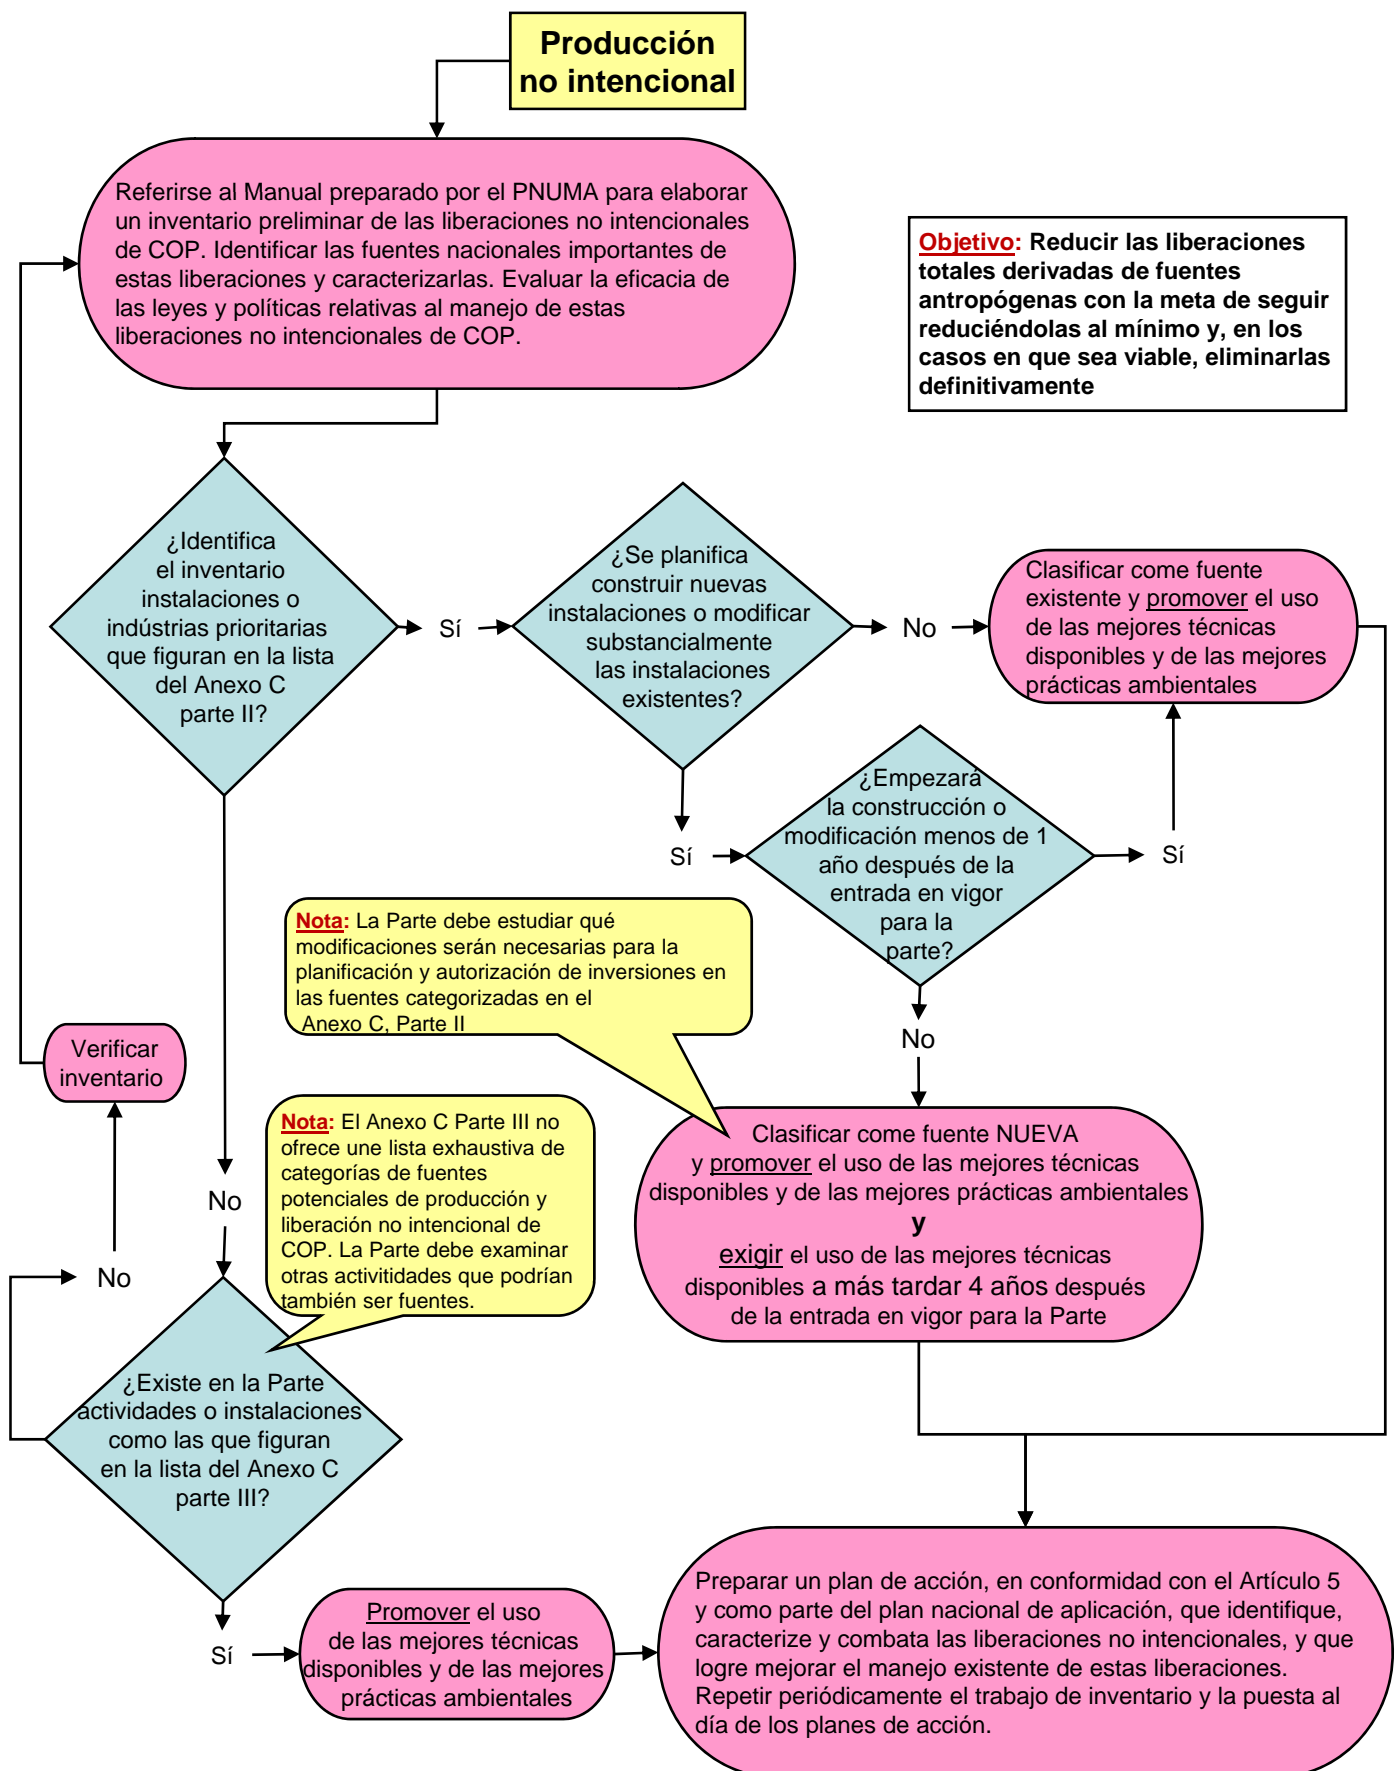 Producción
no intencional
Referirse al Manual preparado por el PNUMA para elaborar
un inventario preliminar de las liberaciones no intencionales
de COP. Identificar las fuentes nacionales importantes de
estas liberaciones y caracterizarlas. Evaluar la eficacia de
las leyes y políticas relativas al manejo de estas
liberaciones no intencionales de COP.
Objetivo: Reducir las liberaciones
totales derivadas de fuentes
antropógenas con la meta de seguir
reduciéndolas al mínimo y, en los
casos en que sea viable, eliminarlas
definitivamente
¿Identifica
el inventario
instalaciones o
indústrias prioritarias
que figuran en la lista
del Anexo C
parte II?
Sí
¿Se planifica
construir nuevas
instalaciones o modificar
substancialmente
las instalaciones
existentes?
No
Clasificar come fuente
existente y promover el uso
de las mejores técnicas
disponibles y de las mejores
prácticas ambientales
Sí
¿Empezará
la construcción o
modificación menos de 1
año después de la
entrada en vigor
para la
parte?
Sí
Nota: La Parte debe estudiar qué
modificaciones serán necesarias para la
planificación y autorización de inversiones en
las fuentes categorizadas en el
Anexo C, Parte II
No
Verificar
inventario
Nota: El Anexo C Parte III no
ofrece une lista exhaustiva de
categorías de fuentes
potenciales de producción y
liberación no intencional de
COP. La Parte debe examinar
otras activitidades que podrían
también ser fuentes.
Clasificar come fuente NUEVA
y promover el uso de las mejores técnicas
disponibles y de las mejores prácticas ambientales
y
exigir el uso de las mejores técnicas
disponibles a más tardar 4 años después
de la entrada en vigor para la Parte
No
No
¿Existe en la Parte
actividades o instalaciones
como las que figuran
en la lista del Anexo C
parte III?
Sí
Promover el uso
de las mejores técnicas
disponibles y de las mejores
prácticas ambientales
Preparar un plan de acción, en conformidad con el Artículo 5
y como parte del plan nacional de aplicación, que identifique,
caracterize y combata las liberaciones no intencionales, y que
logre mejorar el manejo existente de estas liberaciones.
Repetir periódicamente el trabajo de inventario y la puesta al
día de los planes de acción.